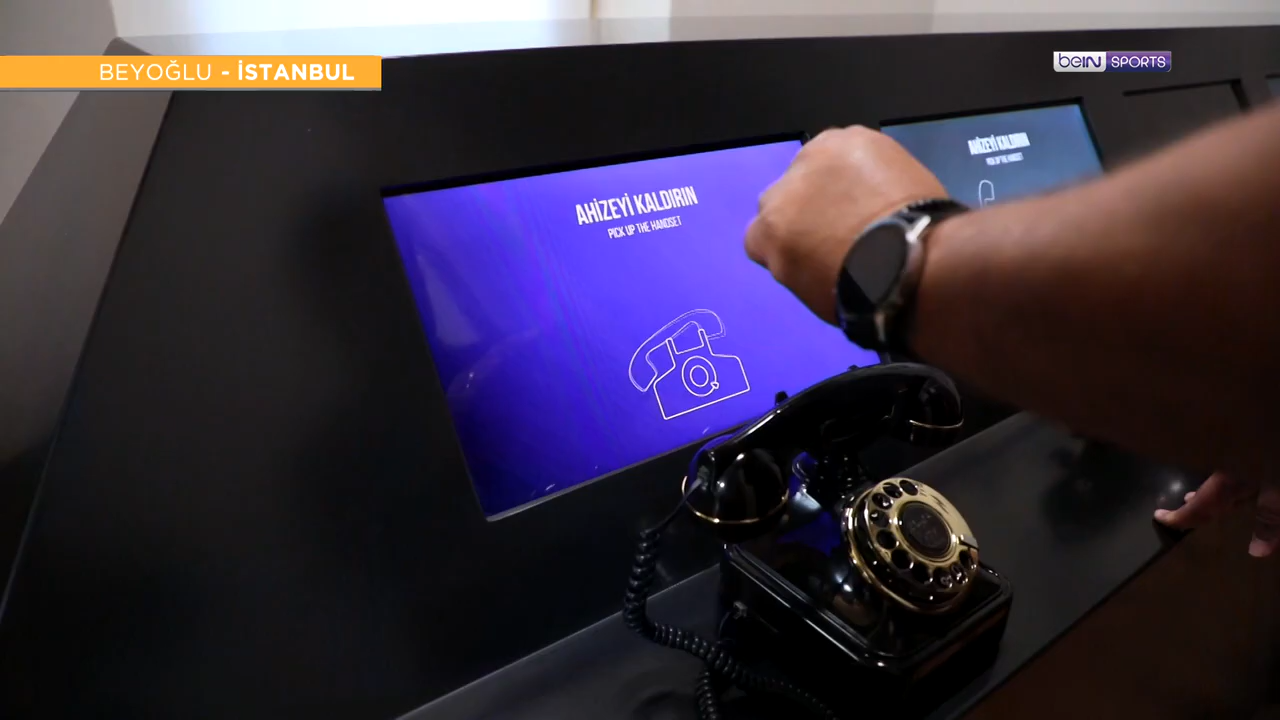 BEYOĞLU - İSTANBUL
beIN SPORTS
AHİZEYİ KALDIRIN
PICK UP THE HANDSET
AHİZEYİ KALDIRIN
PICK UP THE HANDSET